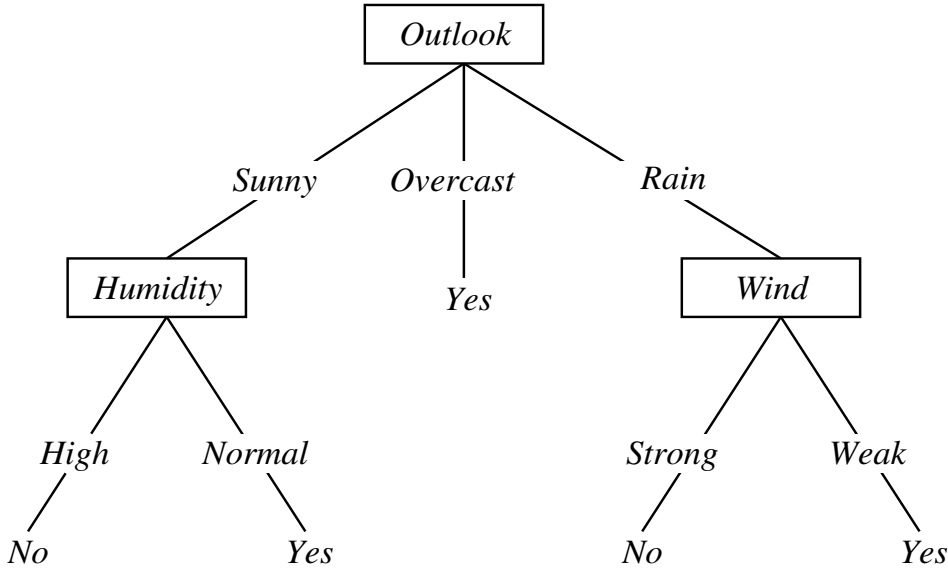 Outlook
Sunny Overcast Rain
Humidity Yes Wind
High Normal Strong Weak
No Yes No Yes